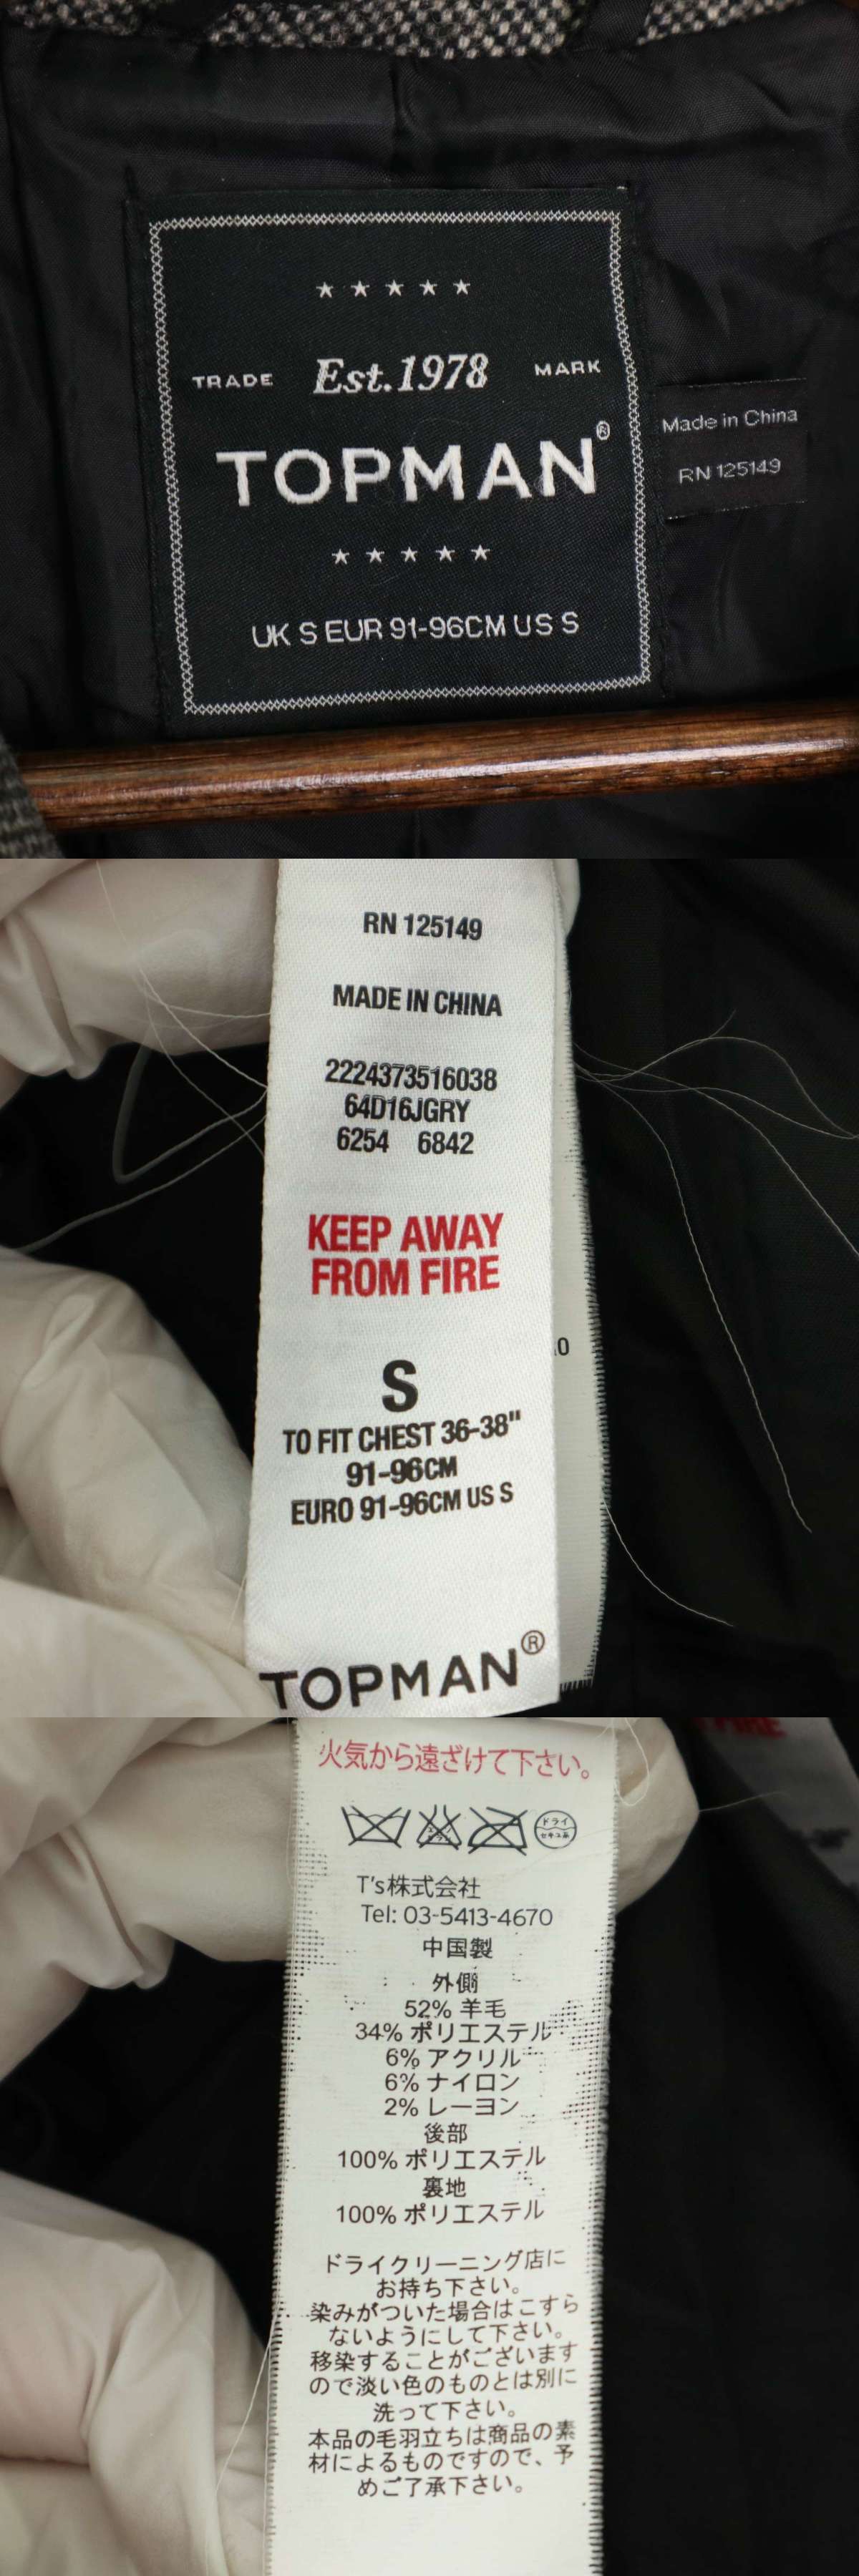 ★ ★ ★ ★ ★
TRADE Est.1978 MARK
TOPMAN®
★ ★ ★ ★ ★
UK S EUR 91-96CM US S
Made in China
RN 125149
RN 125149
MADE IN CHINA
2224373516038
64D16JGRY
6254 6842
KEEP AWAY
FROM FIRE
S
TO FIT CHEST 36-38"
91-96CM
EURO 91-96CM US S
TOPMAN®
火気から遠ざけて下さい。
ドライ
セキユ系
T's株式会社
Tel: 03-5413-4670
中国製
外側
52% 羊毛
34% ポリエステル
6% アクリル
6% ナイロン
2% レーヨン
後部
100% ポリエステル
裏地
100% ポリエステル
ドライクリーニング店に
お持ち下さい。
染みがついた場合はこすら
ないようにして下さい。
移染することがございます
ので淡い色のものとは別に
洗って下さい。
本品の毛羽立ちは商品の素
材によるものですので、予
めご了承下さい。